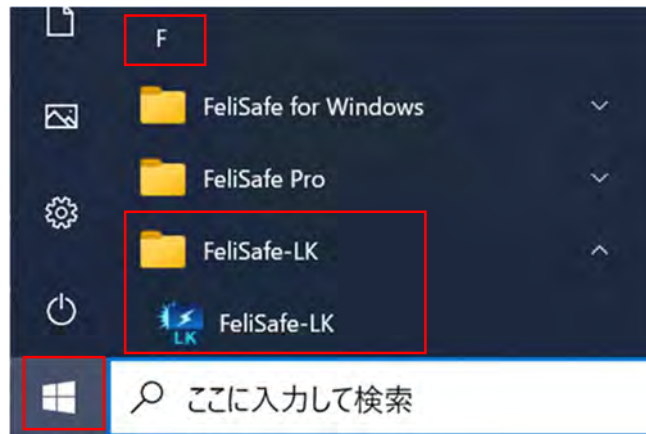 F
FeliSafe for Windows
FeliSafe Pro
FeliSafe-LK
LK
FeliSafe-LK
ここに入力して検索